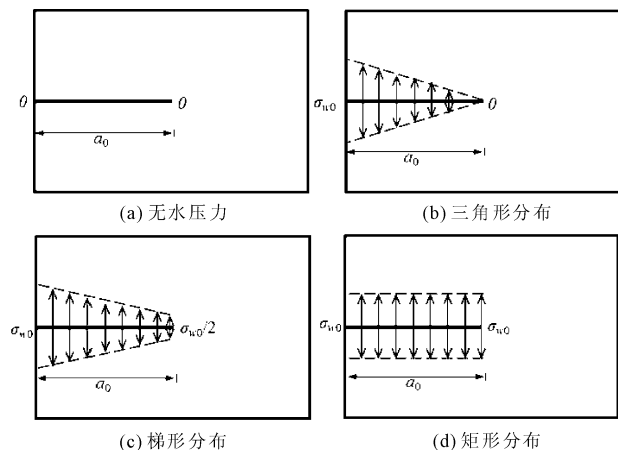 0 0
a₀
(a) 无水压力
σw0 0
a₀
(b) 三角形分布
σw0 σw0/2
a₀
(c) 梯形分布
σw0 σw0
a₀
(d) 矩形分布